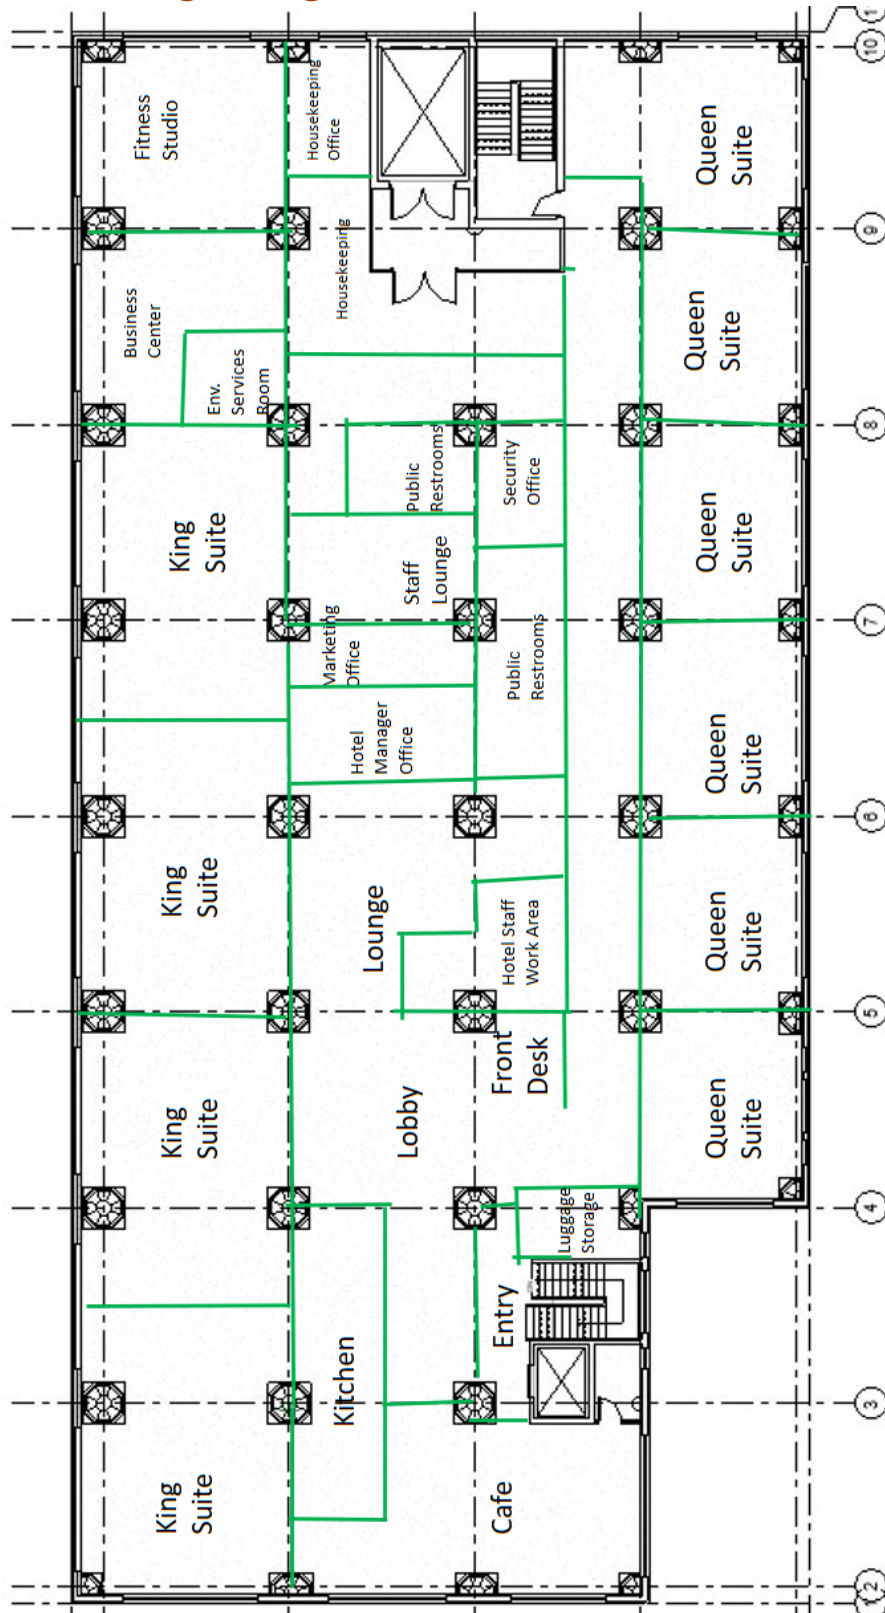 10
Fitness
Studio
Housekeeping
Office
Queen
Suite
9
Business
Center
Housekeeping
Queen
Suite
Env.
Services
Room
8
Public
Restrooms
Security
Office
King
Suite
Queen
Suite
Staff
Lounge
7
Marketing
Office
Public
Restrooms
Hotel
Manager
Office
Queen
Suite
6
King
Suite
Lounge
Hotel Staff
Work Area
Queen
Suite
5
Front
Desk
King
Suite
Lobby
Queen
Suite
4
Luggage
Storage
Entry
Kitchen
3
King
Suite
Cafe
2